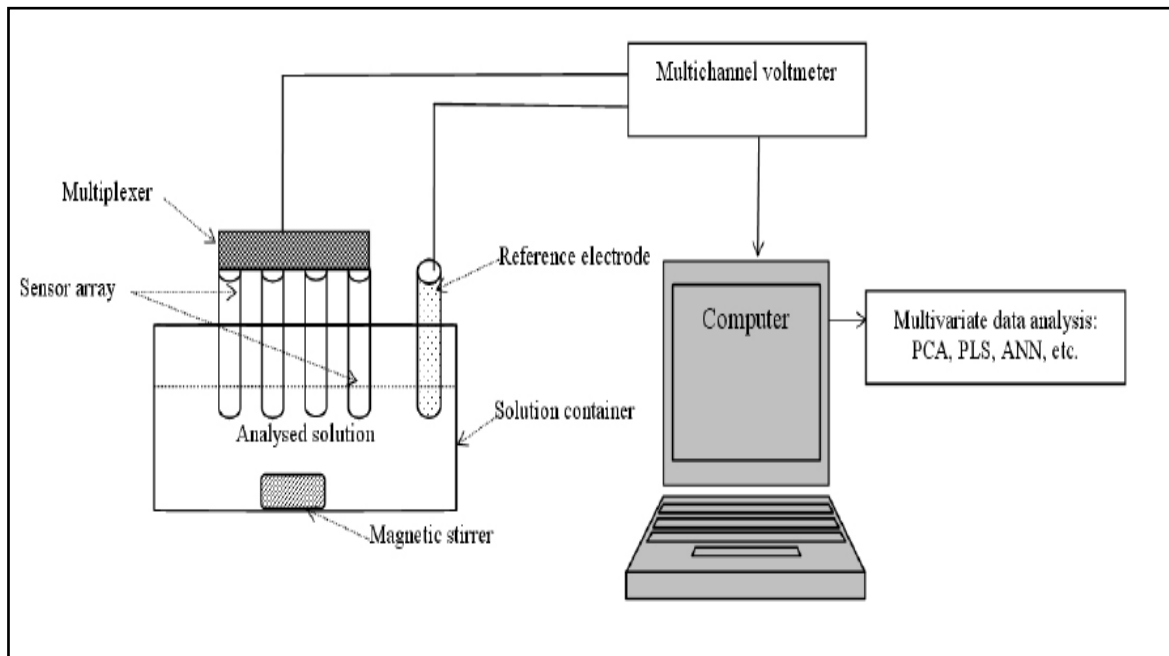 Multichannel voltmeter
Multiplexer
Reference electrode
Sensor array
Computer
Multivariate data analysis:
PCA, PLS, ANN, etc.
Solution container
Analysed solution
Magnetic stirrer